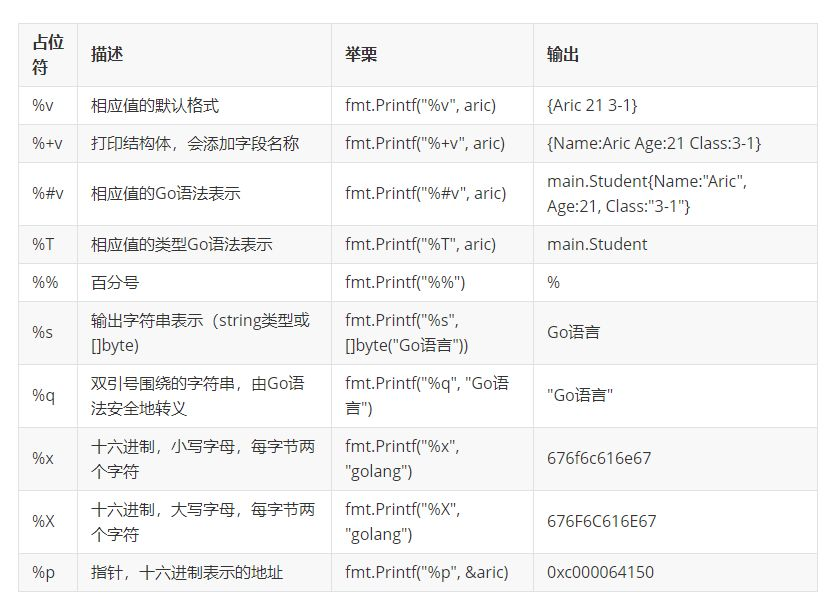 占位符 描述 举栗 输出
%v 相应值的默认格式 fmt.Printf("%v", aric) {Aric 21 3-1}
%+v 打印结构体，会添加字段名称 fmt.Printf("%+v", aric) {Name:Aric Age:21 Class:3-1}
%#v 相应值的Go语法表示 fmt.Printf("%#v", aric) main.Student{Name:"Aric",
Age:21, Class:"3-1"}
%T 相应值的类型Go语法表示 fmt.Printf("%T", aric) main.Student
%% 百分号 fmt.Printf("%%") %
%s 输出字符串表示（string类型或
[]byte) fmt.Printf("%s",
[]byte("Go语言")) Go语言
%q 双引号围绕的字符串，由Go语
法安全地转义 fmt.Printf("%q", "Go语
言") "Go语言"
%x 十六进制，小写字母，每字节两
个字符 fmt.Printf("%x",
"golang") 676f6c616e67
%X 十六进制，大写字母，每字节两
个字符 fmt.Printf("%X",
"golang") 676F6C616E67
%p 指针，十六进制表示的地址 fmt.Printf("%p", &aric) 0xc000064150